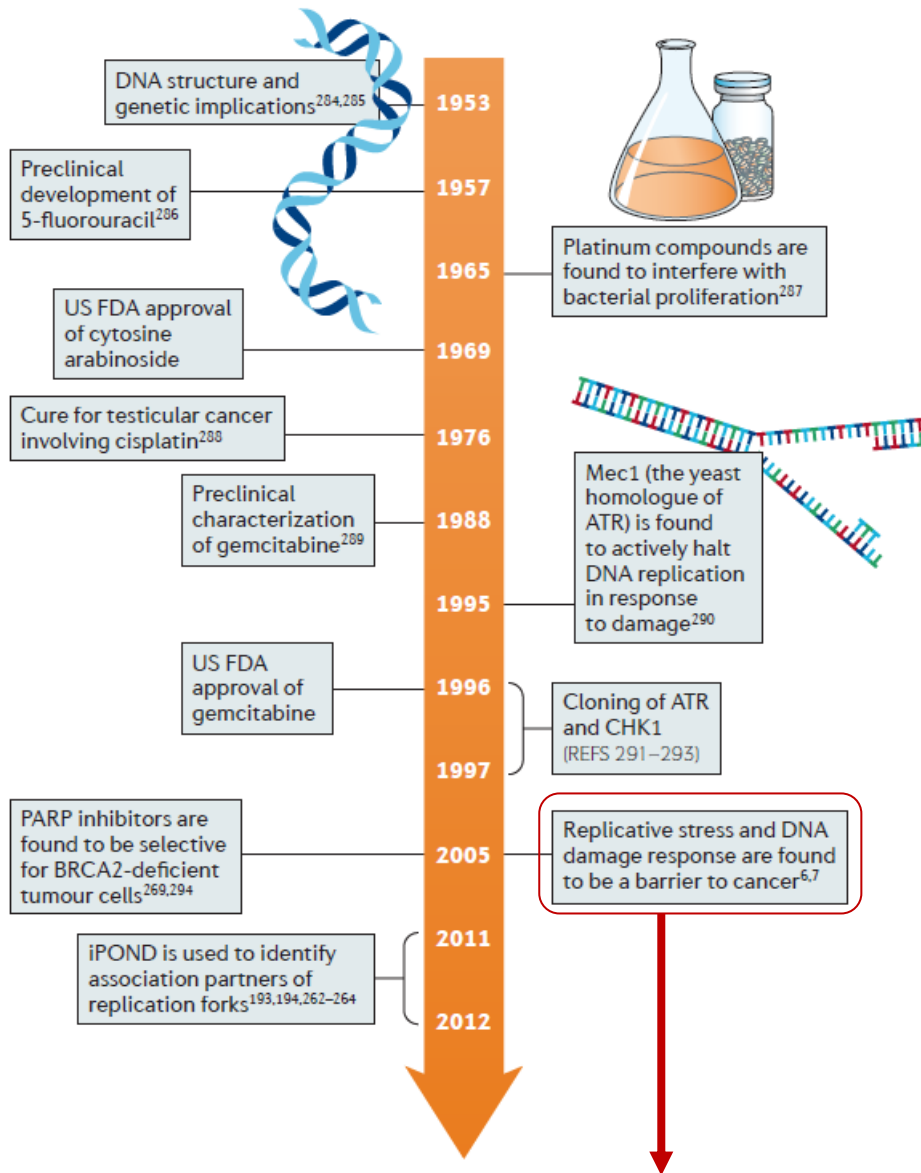 DNA structure and
genetic implications284,285
1953
Preclinical
development of
5-fluorouracil286
1957
Platinum compounds are
found to interfere with
bacterial proliferation287
1965
US FDA approval
of cytosine
arabinoside
1969
Cure for testicular cancer
involving cisplatin288
1976
Preclinical
characterization
of gemcitabine289
1988
Mec1 (the yeast
homologue of
ATR) is found
to actively halt
DNA replication
in response
to damage290
1995
US FDA
approval of
gemcitabine
1996
Cloning of ATR
and CHK1
(REFS 291–293)
1997
PARP inhibitors are
found to be selective
for BRCA2-deficient
tumour cells269,294
2005
Replicative stress and DNA
damage response are found
to be a barrier to cancer6,7
2011
iPOND is used to identify
association partners of
replication forks193,194,262–264
2012